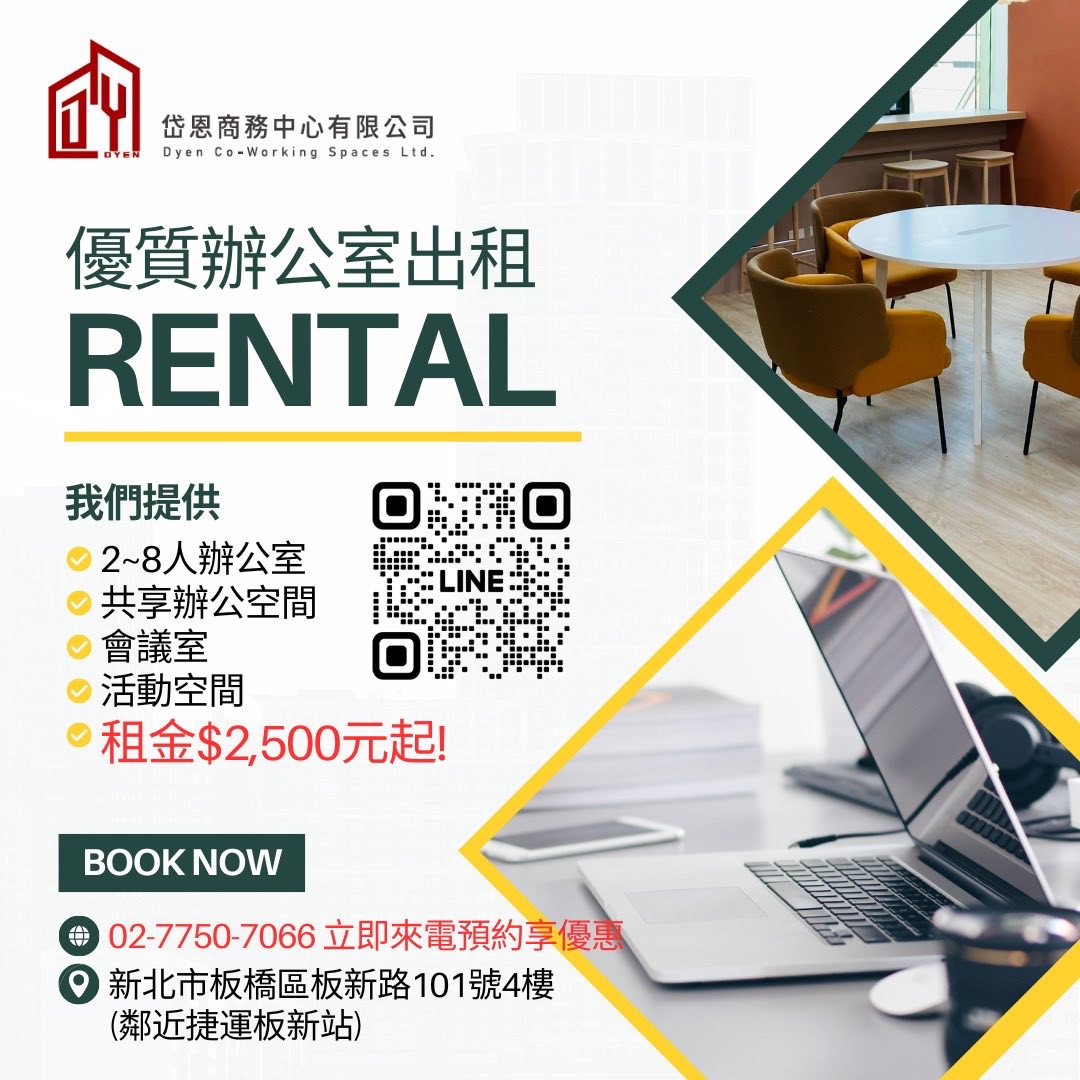 岱恩商務中心有限公司
Dyen Co-Working Spaces Ltd.
DYEN
優質辦公室出租
RENTAL
我們提供
2~8人辦公室
共享辦公空間
會議室
活動空間
租金$2,500元起!
LINE
BOOK NOW
02-7750-7066 立即來電預約享優惠
新北市板橋區板新路101號4樓
(鄰近捷運板新站)